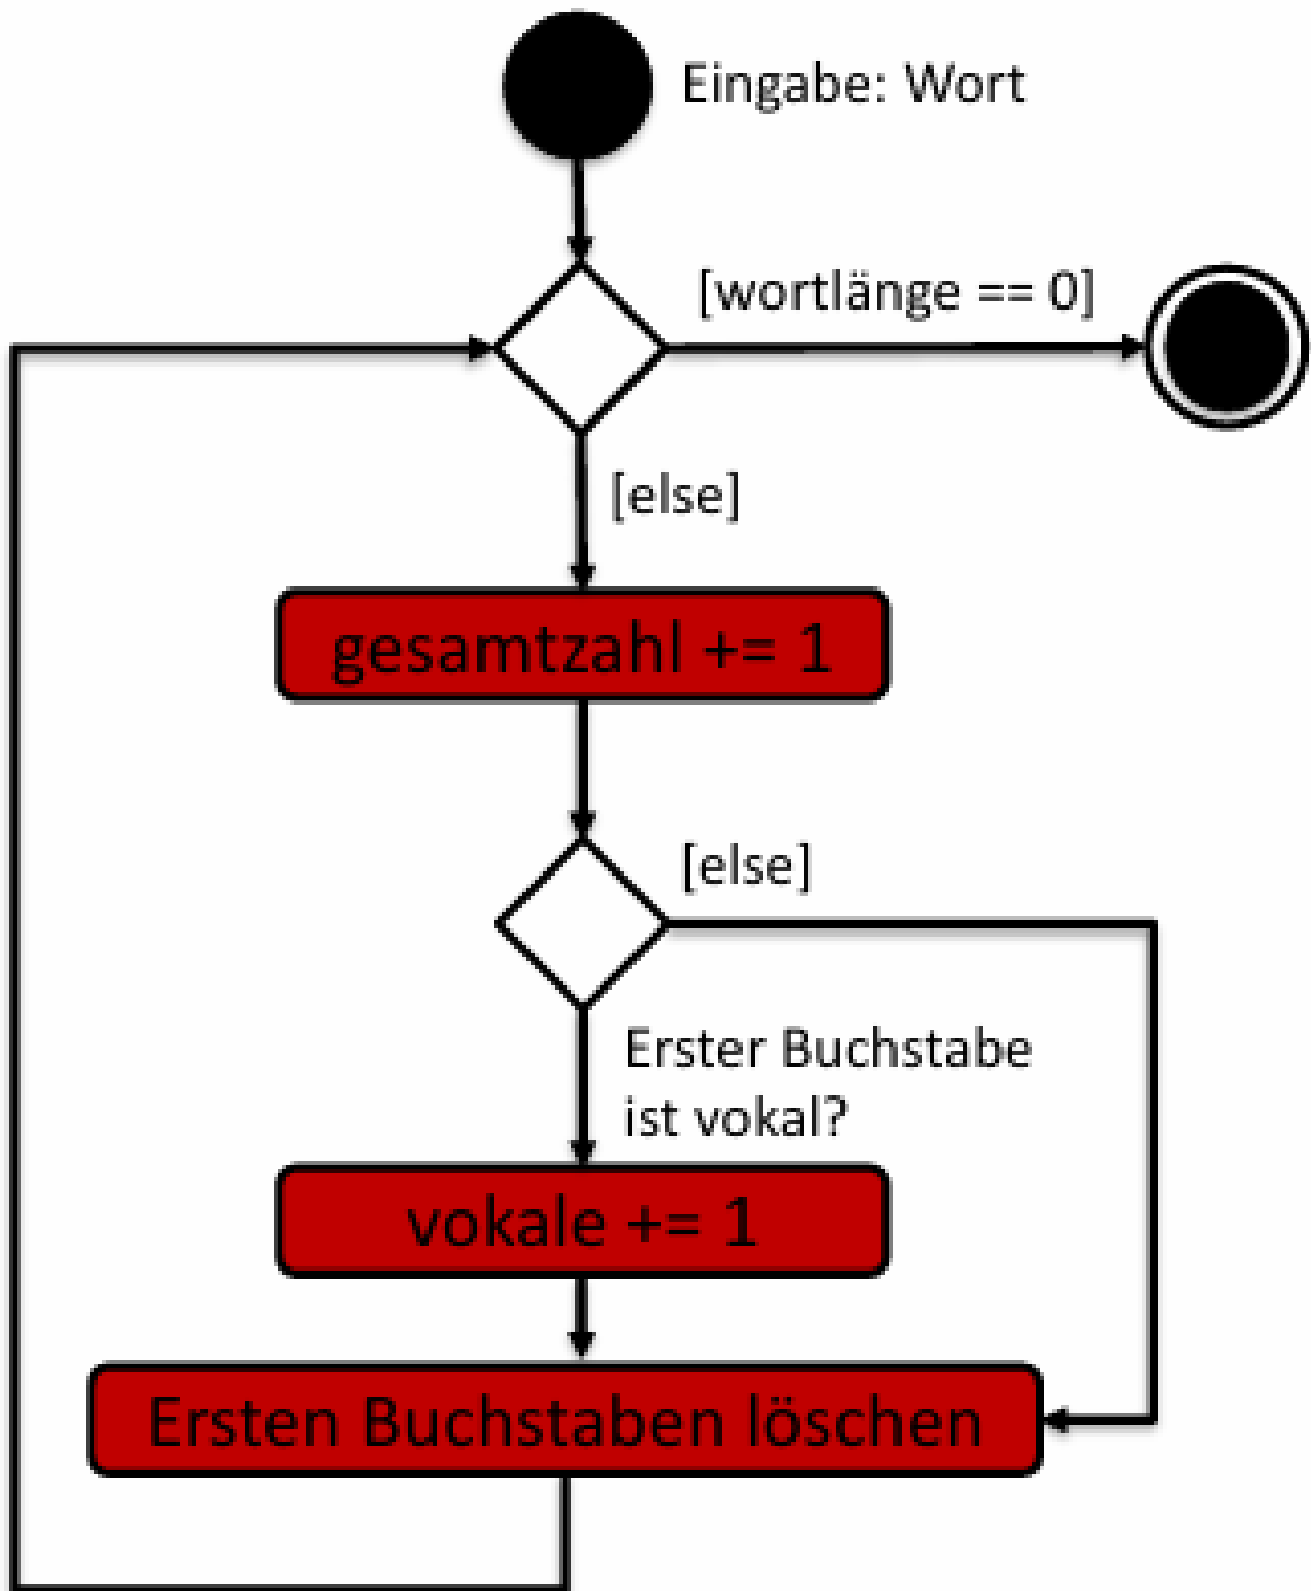 Eingabe: Wort
[wortlänge == 0]
[else]
gesamtzahl += 1
[else]
Erster Buchstabe
ist vokal?
vokale += 1
Ersten Buchstaben löschen